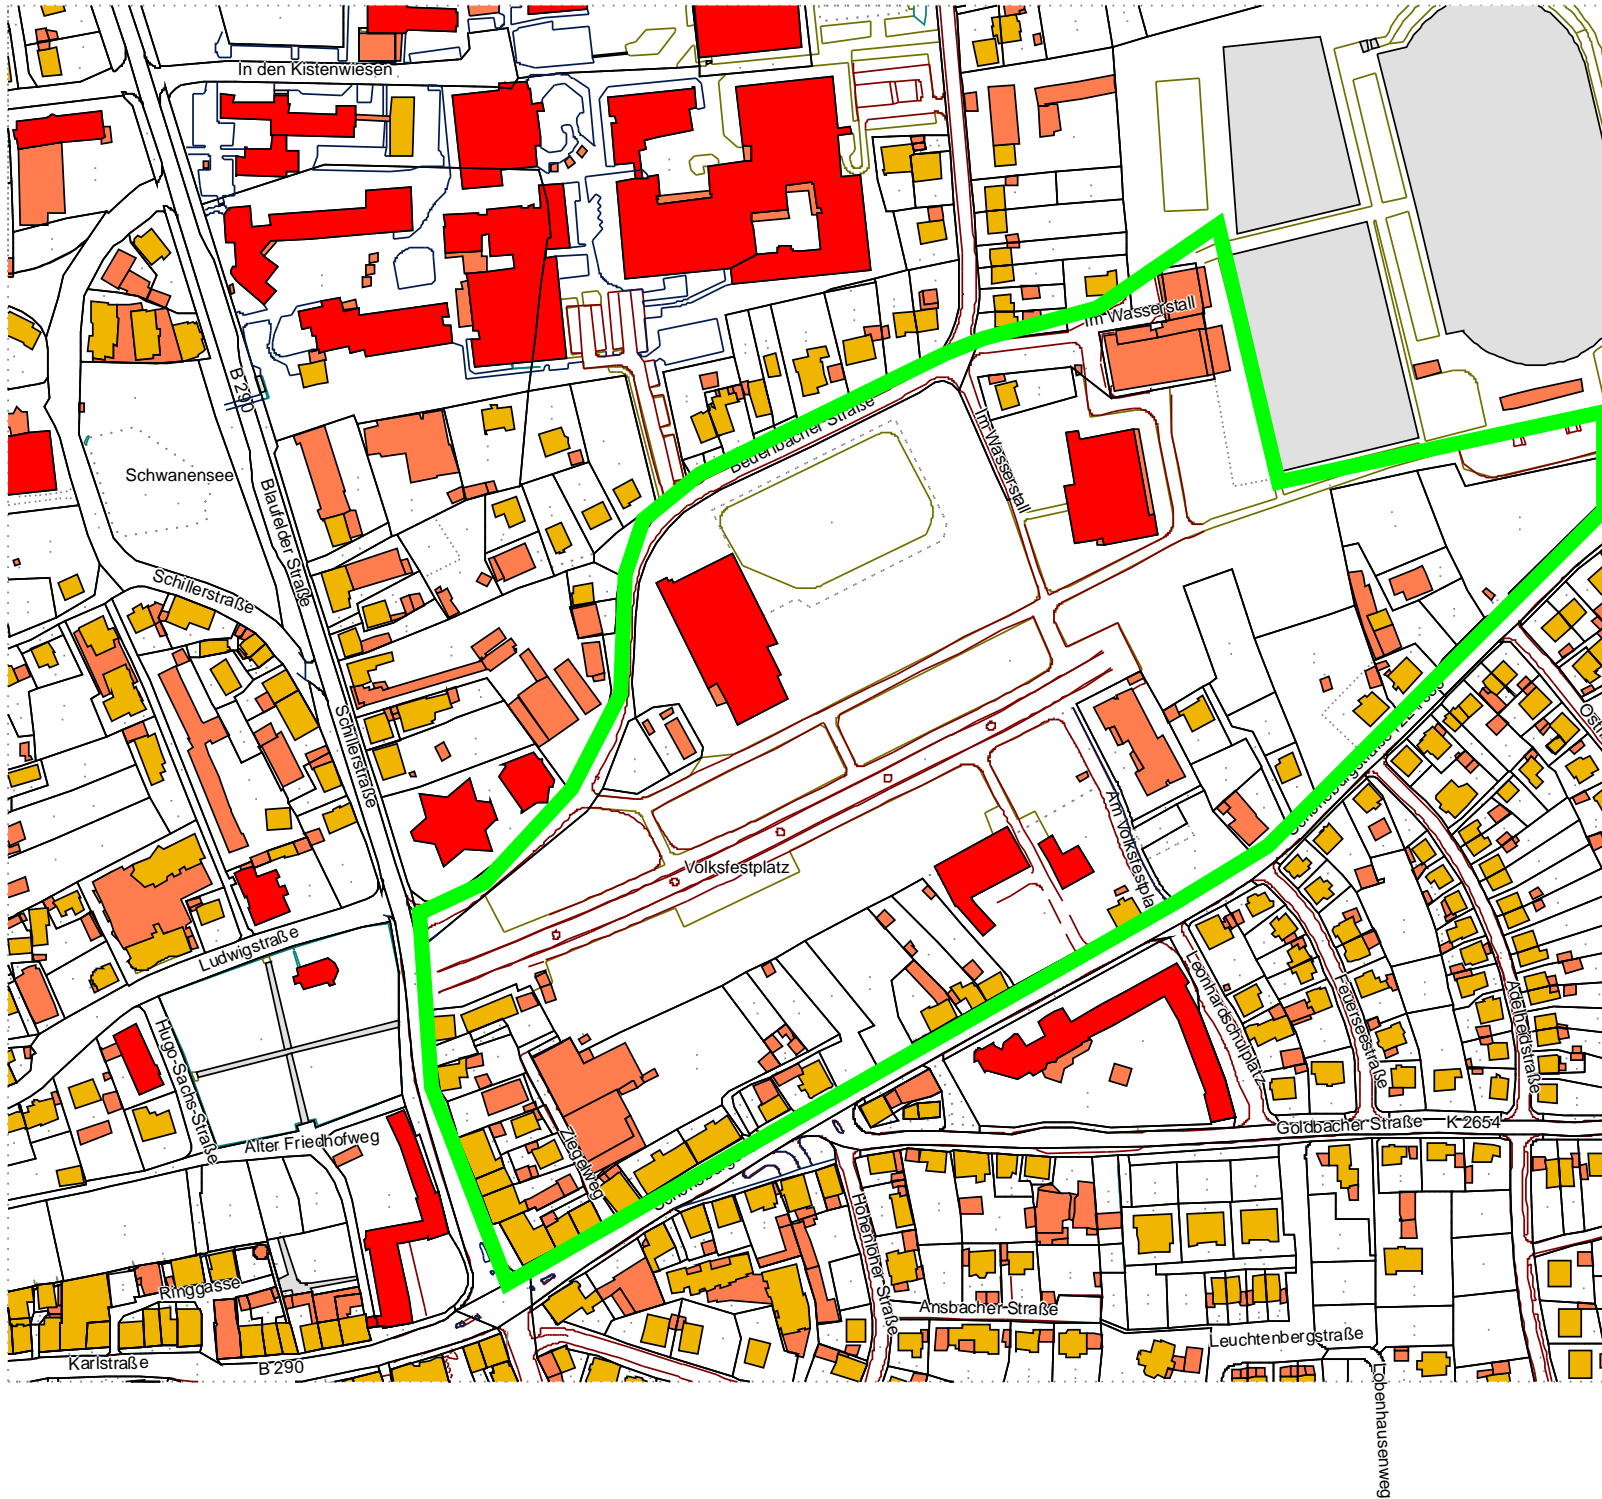 In den Kistenwiesen
B 290
Im Wasserstall
Beuerlbacher Straße
Im Wasserstall
Schwanensee
Blaufelder Straße
Schillerstraße
Schillerstraße
Am Volksfestpla
Volksfestplatz
Ludwigstraße
Hugo-Sachs-Straße
Leonhardschulplatz
Feuerseestraße
Adelheidstraße
Alter Friedhofweg
Ziegelweg
Goldbacher Straße
K 2654
Hohenloher Straße
Ringgasse
Ansbacher Straße
Karlstraße
B 290
Leuchtenbergstraße
Lobenhausenweg